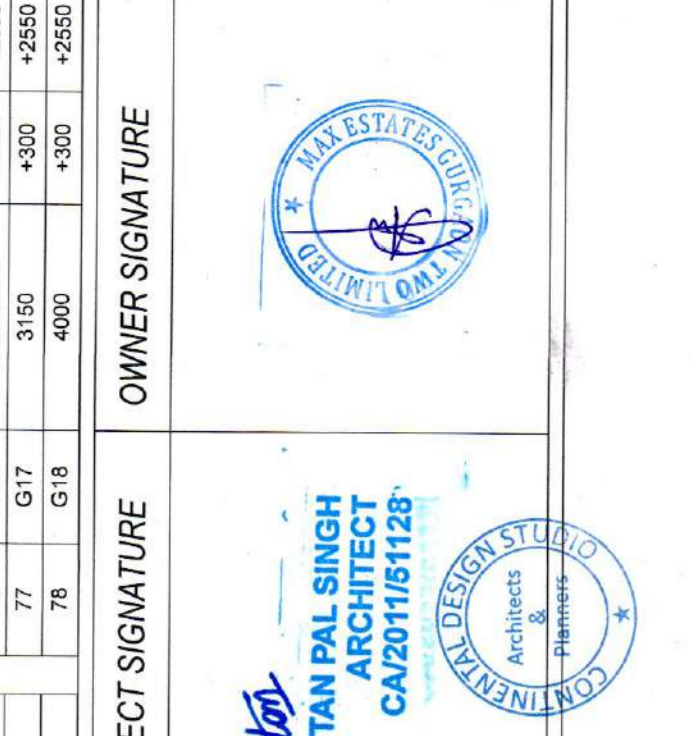 77 G17 3150 +300 +2550
78 G18 4000 +300 +2550
ECT SIGNATURE
OWNER SIGNATURE
TAN PAL SINGH
ARCHITECT
CA/2011/51128
CONTINENTAL DESIGN STUDIO
Architects
&
Planners
MAX ESTATES GURGAON TWO LIMITED